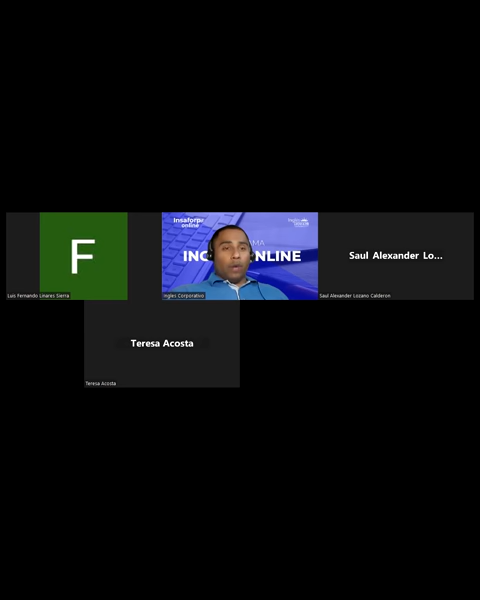 F
Luis Fernando Linares Sierra
Insaforp
online
INC
NLINE
Ingles Corporativo
Saul Alexander Lo...
Saul Alexander Lozano Calderon
Teresa Acosta
Teresa Acosta